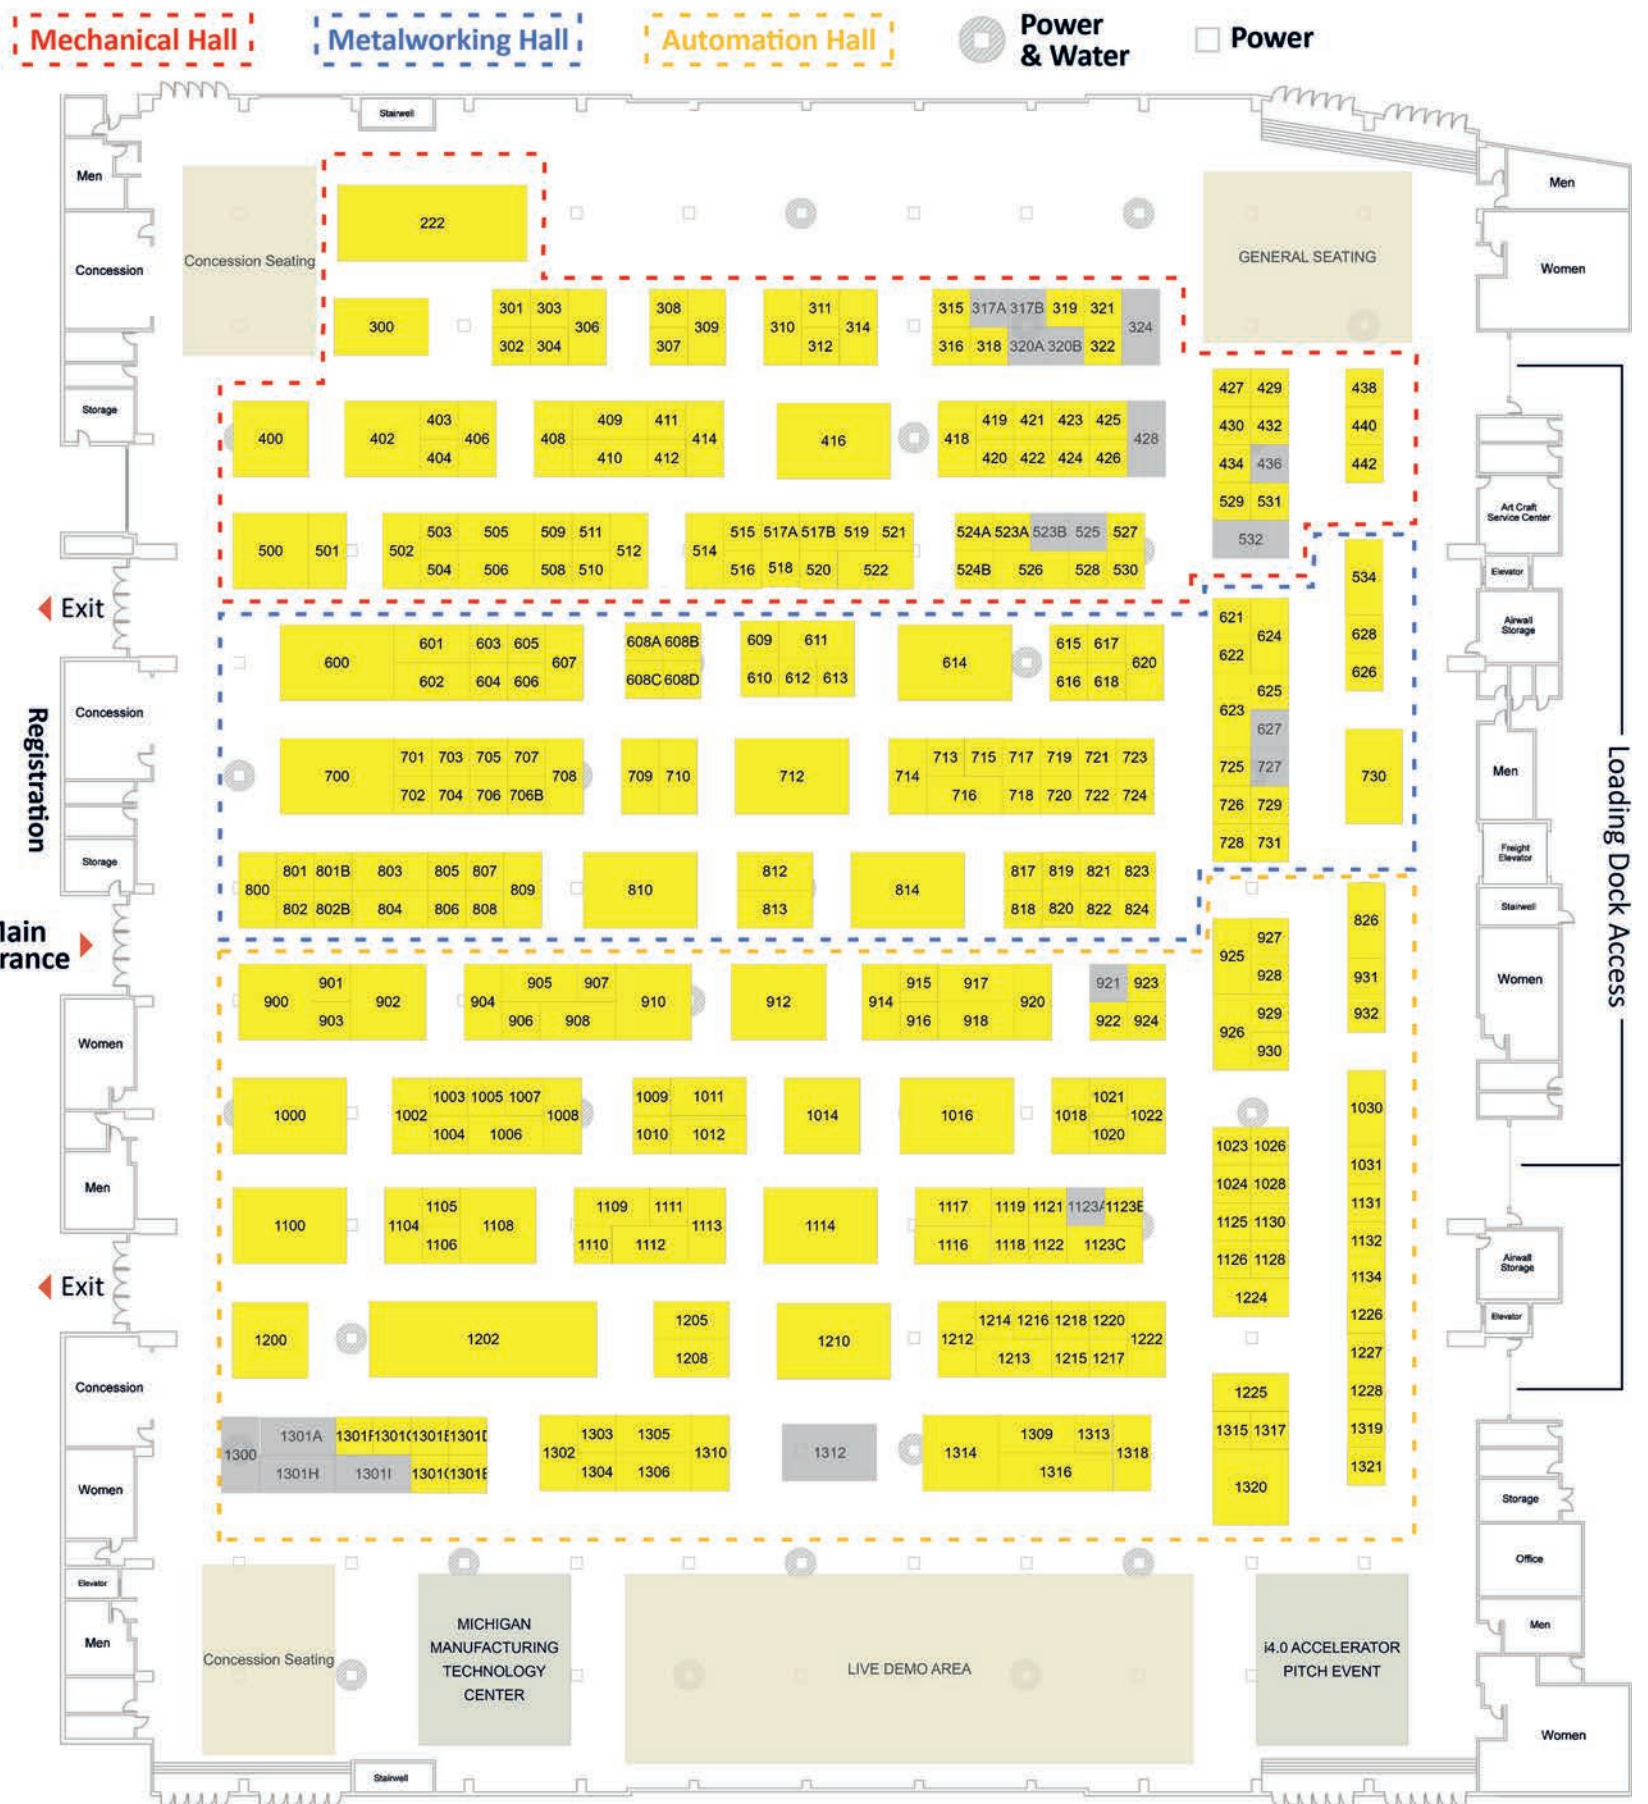 Mechanical Hall
Metalworking Hall
Automation Hall
Power
& Water
Power
Stairwell
Men
Concession
Concession Seating
222
GENERAL SEATING
Men
Women
301 303 306
302 304
300
308 309
307
310 311 314
312
315 317A 317B 319 321 324
316 318 320A 320B 322
427 429
430 432
434 436
529 531
532
438
440
442
Storage
400
402 403 406
404
408 409 411 414
410 412
416
418 419 421 423 425 428
420 422 424 426
Art Craft
Service Center
Elevator
Airwall
Storage
500 501
502 503 505 509 511 512
504 506 508 510
514 515 517A 517B 519 521
516 518 520 522
524A 523A 523B 525 527
524B 526 528 530
534
628
626
Exit
600 601 603 605 607
602 604 606
608A 608B
608C 608D
609 611
610 612 613
614
615 617 620
616 618
621 624
622
625
623 627
725 727
726 729
728 731
730
Concession
Registration
Storage
700 701 703 705 707 708
702 704 706 706B
709 710
712
714 713 715 717 719 721 723
716 718 720 722 724
Men
Freight
Elevator
Stairwell
Women
Loading Dock Access
800 801 801B 803 805 807 809
802 802B 804 806 808
810
812
813
814
817 819 821 823
818 820 822 824
826
931
932
925 927
928
926 929
930
900 901 902
903
904 905 907 910
906 908
912
914 915 917 920
916 918
921 923
922 924
Women
Men
1000
1002 1003 1005 1007 1008
1004 1006
1009 1011
1010 1012
1014
1016
1018 1021 1022
1020
1023 1026
1024 1028
1125 1130
1126 1128
1224
1030
1031
1131
1132
1134
1226
1227
1228
1319
1321
1100
1104 1105 1108
1106
1109 1111 1113
1110 1112
1114
1117 1119 1121
1116 1118 1122 1123C
Airwall
Storage
Elevator
Exit
1200
1202
1205
1208
1210
1212 1214 1216 1218 1220 1222
1213 1215 1217
1225
1315 1317
1320
Concession
Women
Elevator
Men
1300 1301A
1301H 1301I
1302 1303 1305 1310
1304 1306
1312
1314 1309 1313 1318
1316
Storage
Office
Men
Women
Concession Seating
MICHIGAN
MANUFACTURING
TECHNOLOGY
CENTER
LIVE DEMO AREA
i4.0 ACCELERATOR
PITCH EVENT
Stairwell